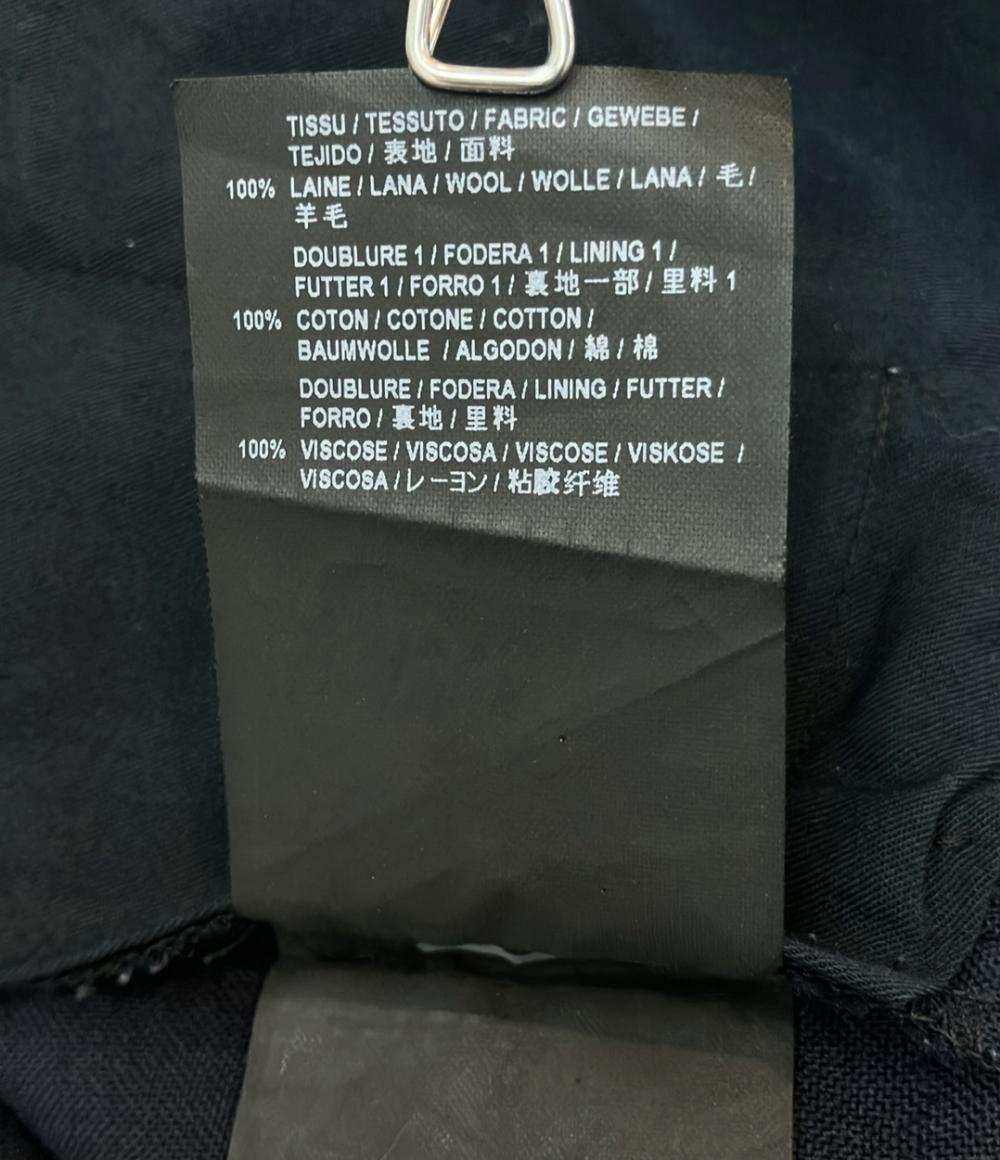 TISSU / TESSUTO / FABRIC / GEWEBE /
TEJIDO / 表地 / 面料
100% LAINE / LANA / WOOL / WOLLE / LANA / 毛 /
羊毛
DOUBLURE 1 / FODERA 1 / LINING 1 /
FUTTER 1 / FORRO 1 / 裏地一部 / 里料 1
100% COTON / COTONE / COTTON /
BAUMWOLLE / ALGODON / 綿 / 棉
DOUBLURE / FODERA / LINING / FUTTER /
FORRO / 裏地 / 里料
100% VISCOSE / VISCOSA / VISCOSE / VISKOSE /
VISCOSA / レーヨン / 粘胶纤维